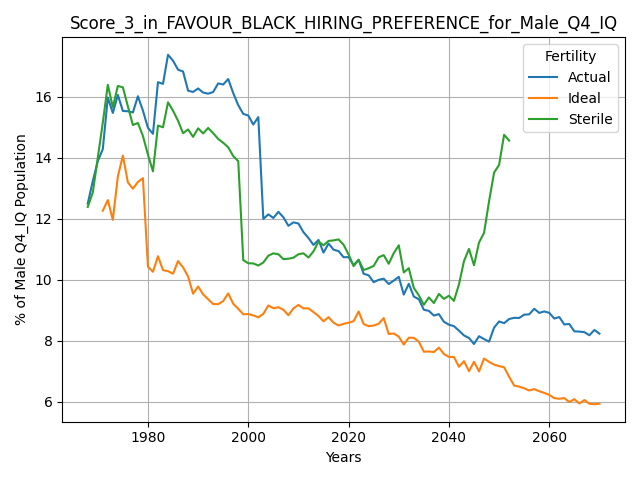 Score_3_in_FAVOUR_BLACK_HIRING_PREFERENCE_for_Male_Q4_IQ
Fertility
Actual
Ideal
Sterile
% of Male Q4_IQ Population
16
14
12
10
8
6
1980
2000
2020
2040
2060
Years